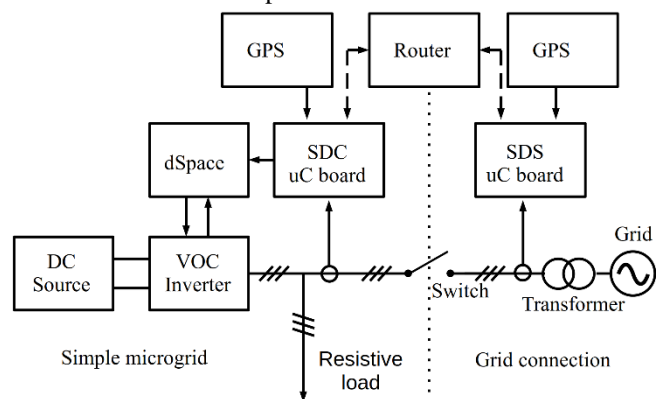 GPS
Router
GPS
dSpace
SDC
uC board
SDS
uC board
Grid
DC
Source
VOC
Inverter
Switch
Transformer
Simple microgrid
Resistive
load
Grid connection